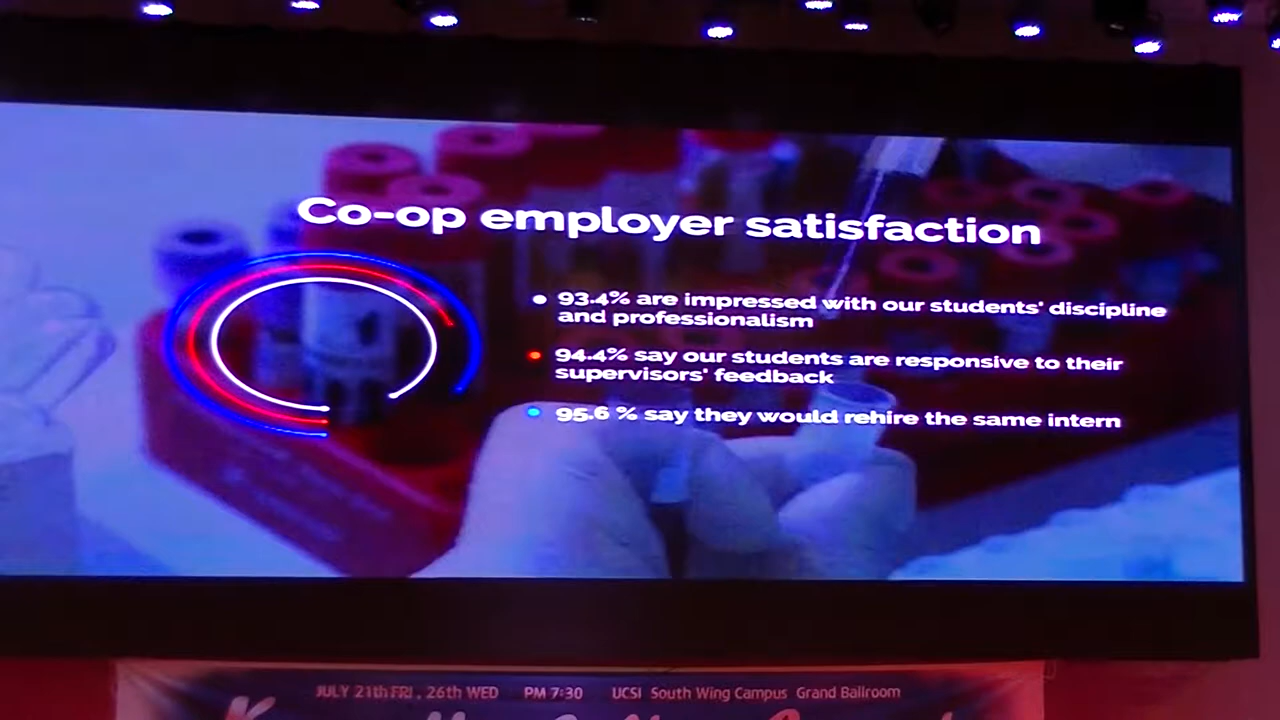 Co-op employer satisfaction
93.4% are impressed with our students' discipline
and professionalism
94.4% say our students are responsive to their
supervisors' feedback
95.6 % say they would rehire the same intern
JULY 21th FRI , 26th WED PM 7:30 UCSI South Wing Campus Grand Ballroom